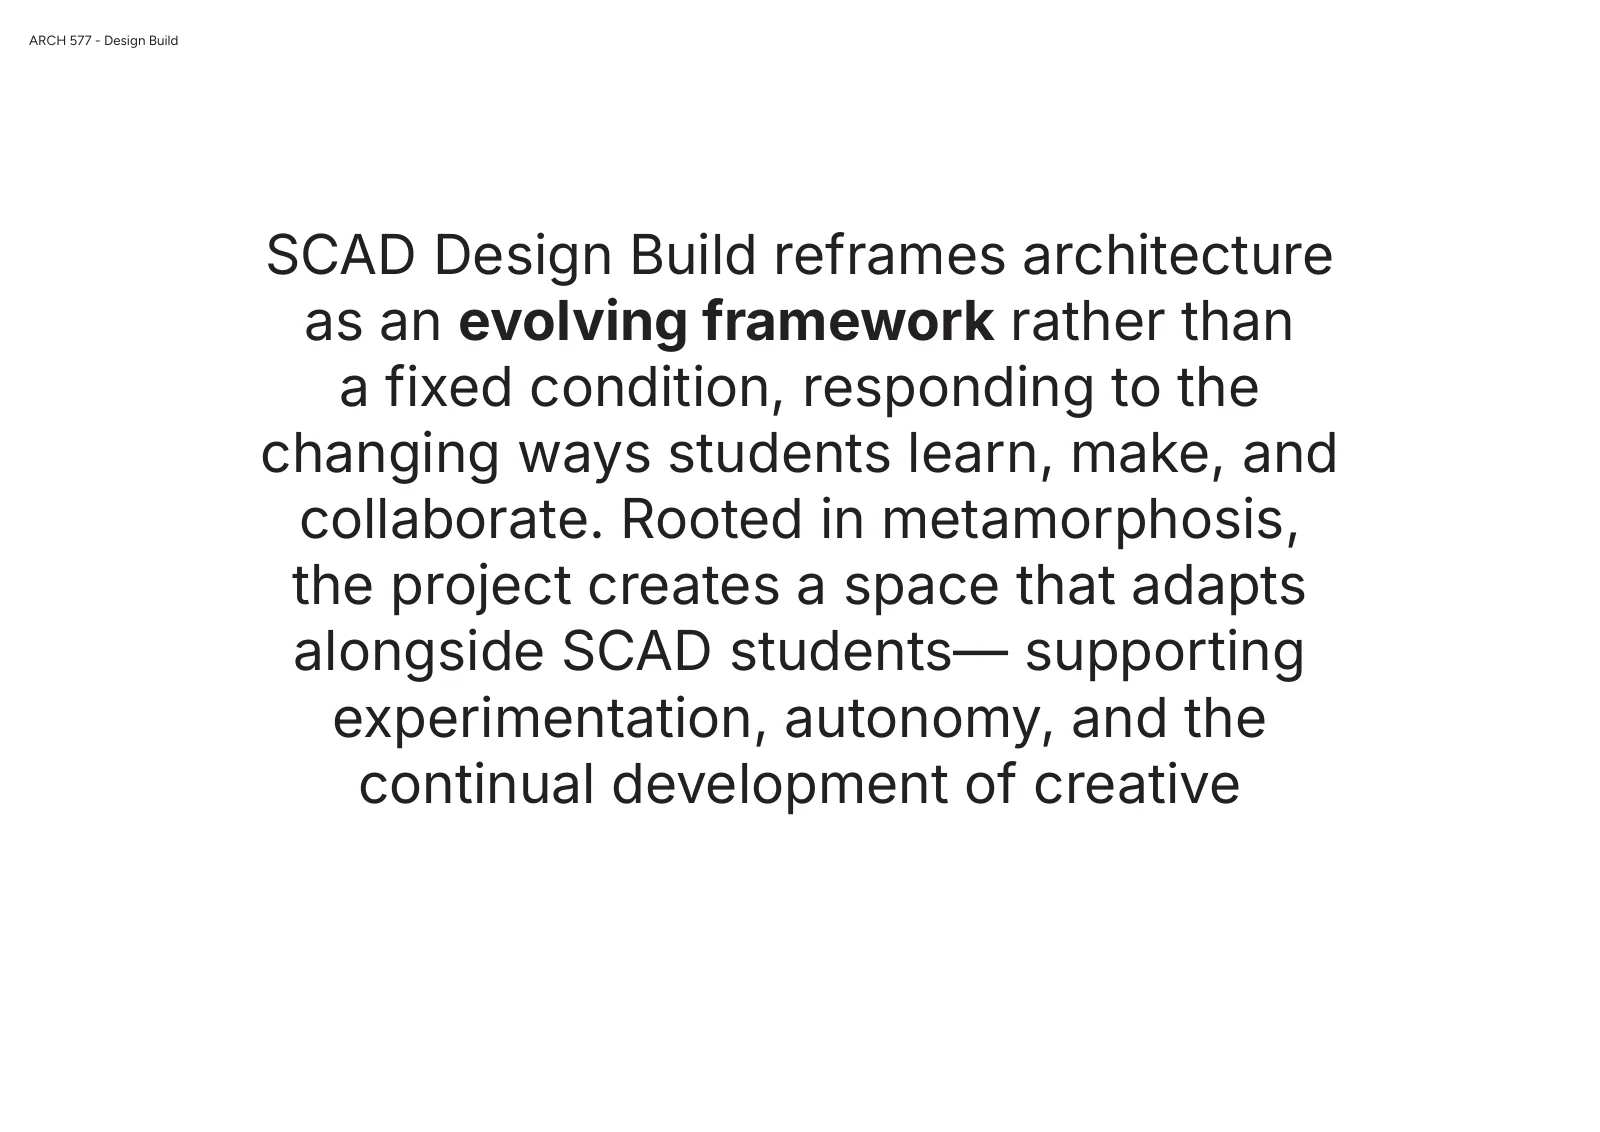 ARCH 577 - Design Build
SCAD Design Build reframes architecture
as an evolving framework rather than
a fixed condition, responding to the
changing ways students learn, make, and
collaborate. Rooted in metamorphosis,
the project creates a space that adapts
alongside SCAD students— supporting
experimentation, autonomy, and the
continual development of creative